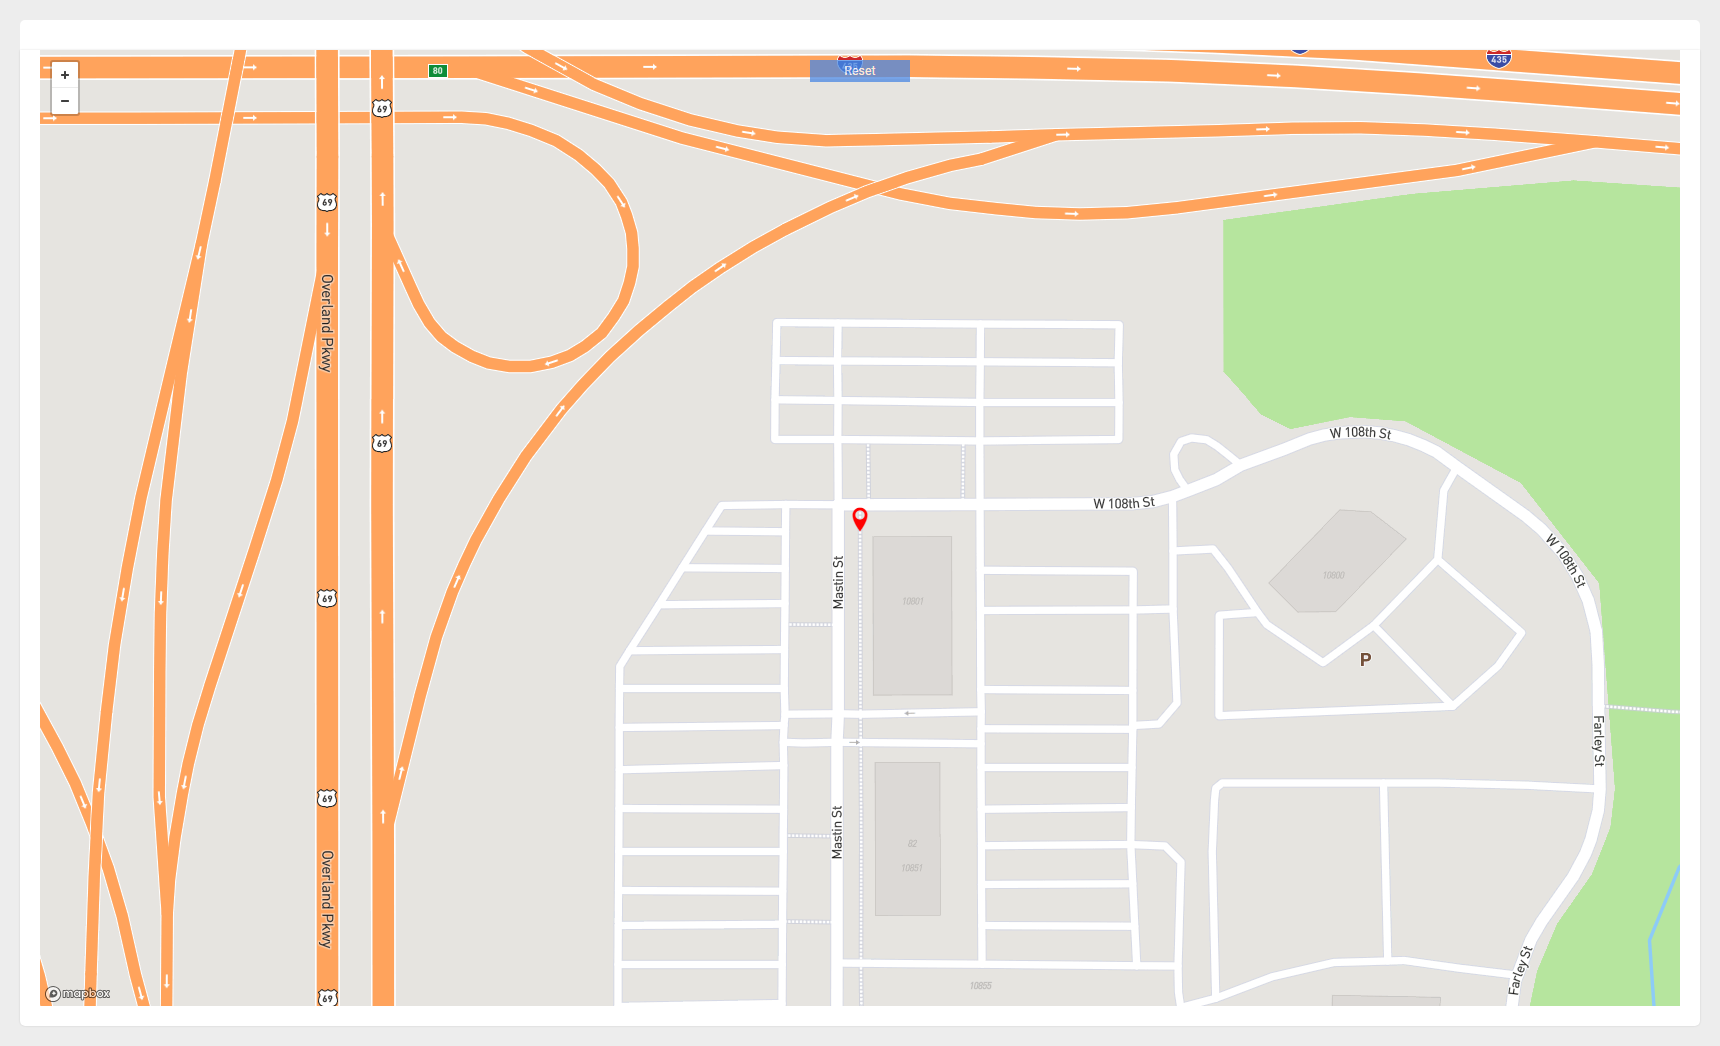 +
−
80
Reset
435
69
69
Overland Pkwy
69
W 108th St
W 108th St
W 108th St
Mastin St
10801
10800
69
P
Farley St
69
Mastin St
82
10851
Overland Pkwy
Farley St
10855
69
mapbox